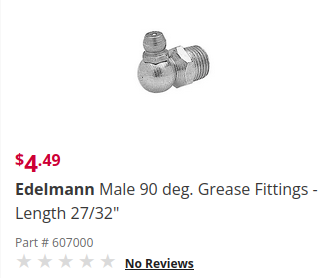 $4.49
Edelmann Male 90 deg. Grease Fittings -
Length 27/32"
Part # 607000
No Reviews